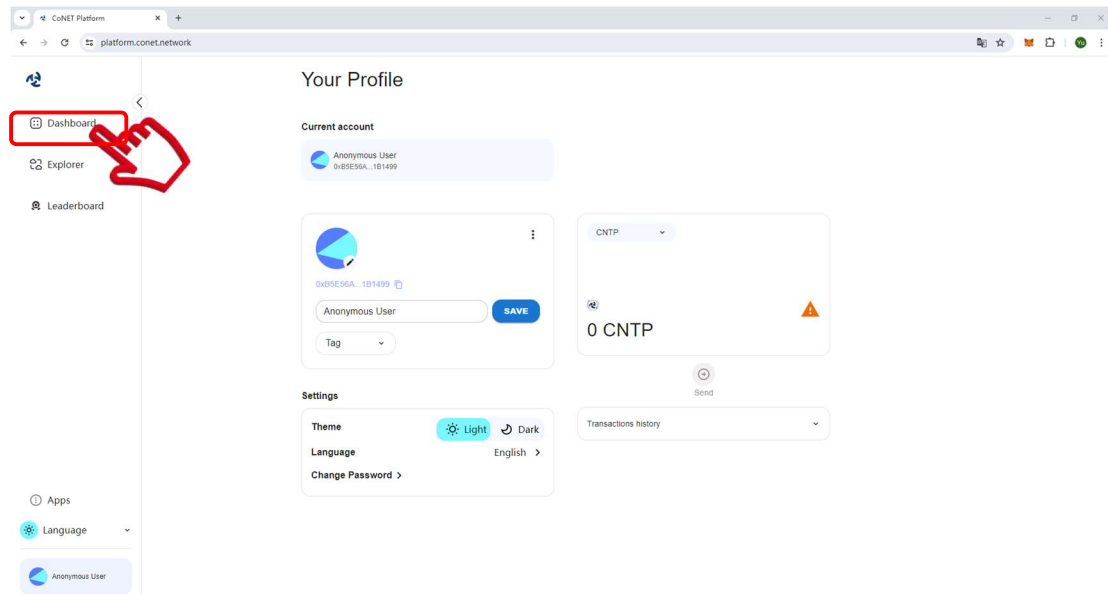 CoNET Platform
platform.conet.network
Yu
Your Profile
Dashboard
Explorer
Leaderboard
Current account
Anonymous User
0xB5E56A...1B1499
0xB5E56A...1B1499
Anonymous User
SAVE
Tag
CNTP
0 CNTP
Send
Transactions history
Settings
Theme
Light
Dark
Language
English
Change Password
Apps
Language
Anonymous User